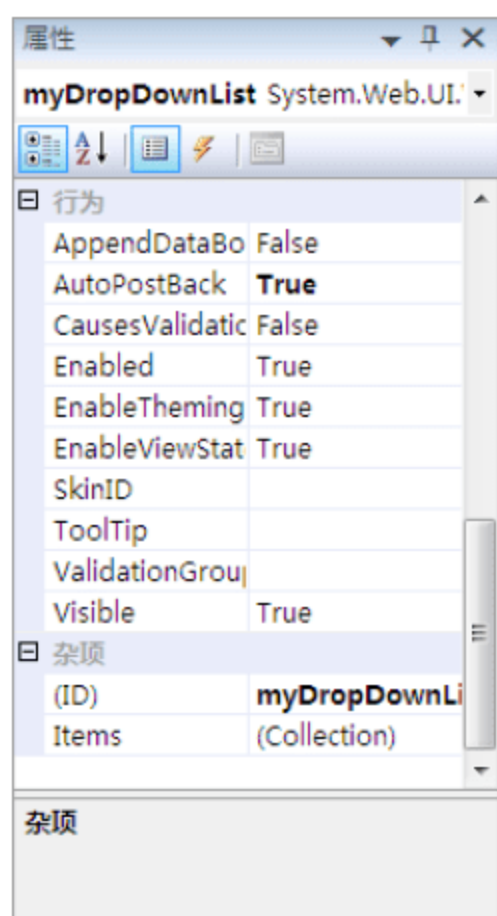 属性
myDropDownList System.Web.UI.
行为
AppendDataBo False
AutoPostBack True
CausesValidatic False
Enabled True
EnableTheming True
EnableViewStat True
SkinID
ToolTip
ValidationGrou
Visible True
杂项
(ID) myDropDownLi
Items (Collection)
杂项